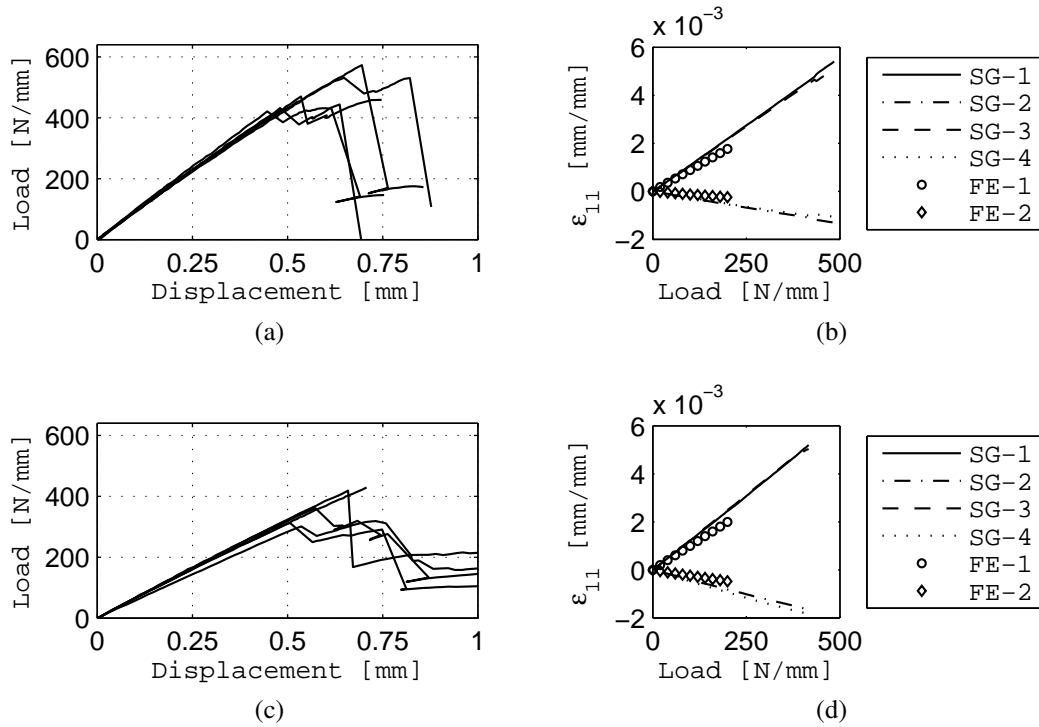 600
400
200
0
Load [N/mm]
0 0.25 0.5 0.75 1
Displacement [mm]
(a)
x 10⁻³
6
4
2
0
−2
ε₁₁ [mm/mm]
0 250 500
Load [N/mm]
(b)
SG-1
SG-2
SG-3
SG-4
FE-1
FE-2
600
400
200
0
Load [N/mm]
0 0.25 0.5 0.75 1
Displacement [mm]
(c)
x 10⁻³
6
4
2
0
−2
ε₁₁ [mm/mm]
0 250 500
Load [N/mm]
(d)
SG-1
SG-2
SG-3
SG-4
FE-1
FE-2